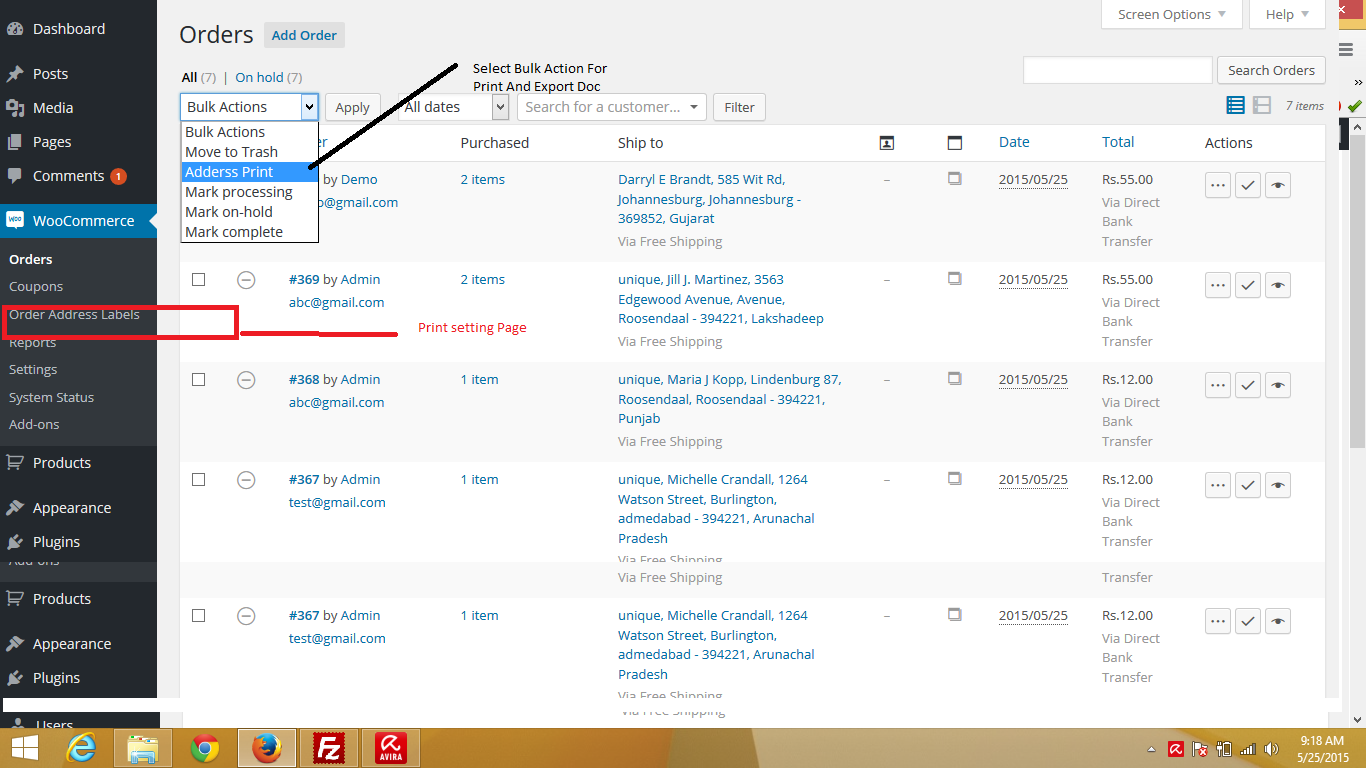 Dashboard
Posts
Media
Pages
Comments 1
WooCommerce
Orders
Coupons
Order Address Labels
Reports
Settings
System Status
Add-ons
Products
Appearance
Plugins
Add-ons
Products
Appearance
Plugins
Users
Screen Options
Help
Orders Add Order
All (7) | On hold (7)
Select Bulk Action For
Print And Export Doc
Search Orders
Bulk Actions
Apply
All dates
Search for a customer...
Filter
7 items
Bulk Actions
Move to Trash
Adderss Print
Mark processing
Mark on-hold
Mark complete
Purchased
Ship to
Date
Total
Actions
by Demo
@gmail.com
2 items
Darryl E Brandt, 585 Wit Rd,
Johannesburg, Johannesburg -
369852, Gujarat
Via Free Shipping
–
2015/05/25
Rs.55.00
Via Direct
Bank
Transfer
#369 by Admin
abc@gmail.com
2 items
unique, Jill J. Martinez, 3563
Edgewood Avenue, Avenue,
Roosendaal - 394221, Lakshadeep
Via Free Shipping
–
2015/05/25
Rs.55.00
Via Direct
Bank
Transfer
Print setting Page
#368 by Admin
abc@gmail.com
1 item
unique, Maria J Kopp, Lindenburg 87,
Roosendaal, Roosendaal - 394221,
Punjab
Via Free Shipping
–
2015/05/25
Rs.12.00
Via Direct
Bank
Transfer
#367 by Admin
test@gmail.com
1 item
unique, Michelle Crandall, 1264
Watson Street, Burlington,
admedabad - 394221, Arunachal
Pradesh
Via Free Shipping
Via Free Shipping
–
2015/05/25
Rs.12.00
Via Direct
Bank
Transfer
Transfer
#367 by Admin
test@gmail.com
1 item
unique, Michelle Crandall, 1264
Watson Street, Burlington,
admedabad - 394221, Arunachal
Pradesh
Via Free Shipping
Via Free Shipping
–
2015/05/25
Rs.12.00
Via Direct
Bank
Transfer
AVIRA
9:18 AM
5/25/2015